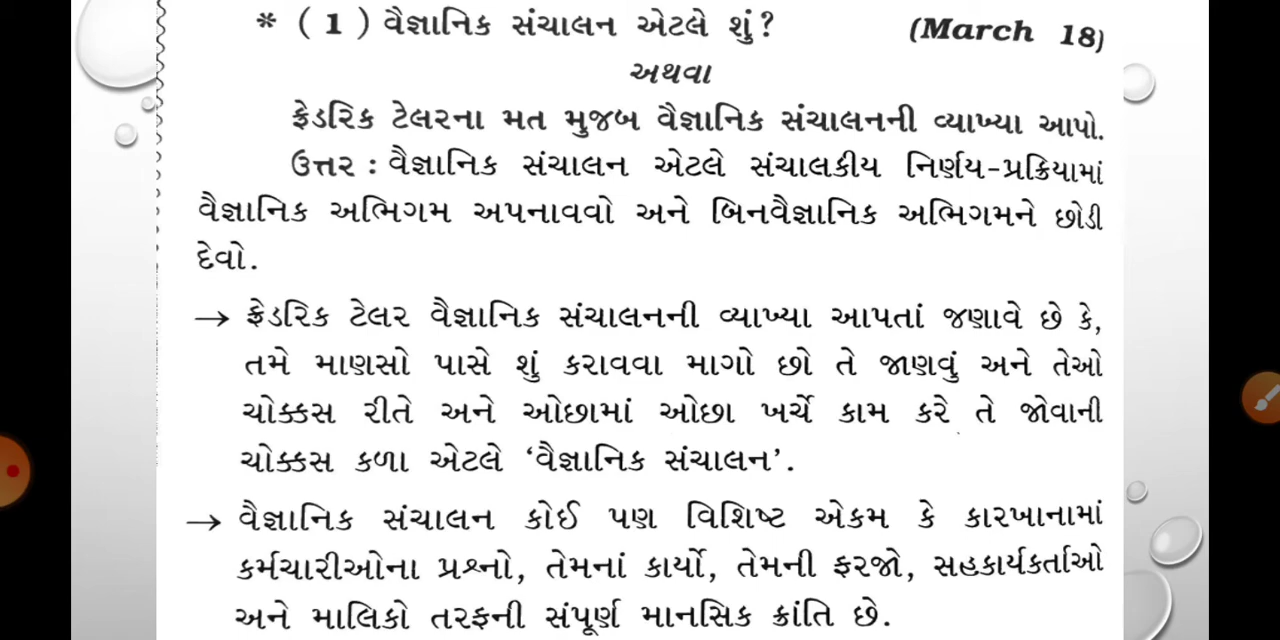 * ( 1 ) વૈજ્ઞાનિક સંચાલન એટલે શું? (March 18)
અથવા
ફ્રેડરિક ટેલરના મત મુજબ વૈજ્ઞાનિક સંચાલનની વ્યાખ્યા આપો.
ઉત્તર : વૈજ્ઞાનિક સંચાલન એટલે સંચાલકીય નિર્ણય-પ્રક્રિયામાં
વૈજ્ઞાનિક અભિગમ અપનાવવો અને બિનવૈજ્ઞાનિક અભિગમને છોડી
દેવો.
→ ફ્રેડરિક ટેલર વૈજ્ઞાનિક સંચાલનની વ્યાખ્યા આપતાં જણાવે છે કે,
તમે માણસો પાસે શું કરાવવા માગો છો તે જાણવું અને તેઓ
ચોક્કસ રીતે અને ઓછામાં ઓછા ખર્ચે કામ કરે તે જોવાની
ચોક્કસ કળા એટલે ‘વૈજ્ઞાનિક સંચાલન’.
→ વૈજ્ઞાનિક સંચાલન કોઈ પણ વિશિષ્ટ એકમ કે કારખાનામાં
કર્મચારીઓના પ્રશ્નો, તેમનાં કાર્યો, તેમની ફરજો, સહકાર્યકર્તાઓ
અને માલિકો તરફની સંપૂર્ણ માનસિક ક્રાંતિ છે.